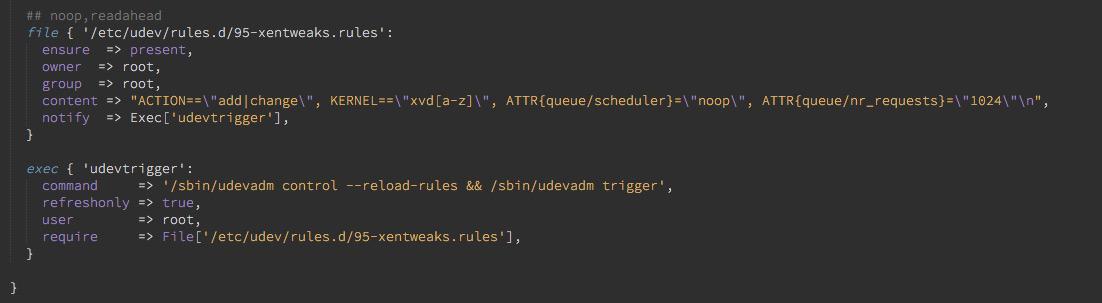 ## noop,readahead
file { '/etc/udev/rules.d/95-xentweaks.rules':
ensure  => present,
owner  => root,
group  => root,
content => "ACTION==\"add|change\", KERNEL==\"xvd[a-z]\", ATTR{queue/scheduler}=\"noop\", ATTR{queue/nr_requests}=\"1024\"\n",
notify  => Exec['udevtrigger'],
}
exec { 'udevtrigger':
command     => '/sbin/udevadm control --reload-rules && /sbin/udevadm trigger',
refreshonly => true,
user        => root,
require     => File['/etc/udev/rules.d/95-xentweaks.rules'],
}
}